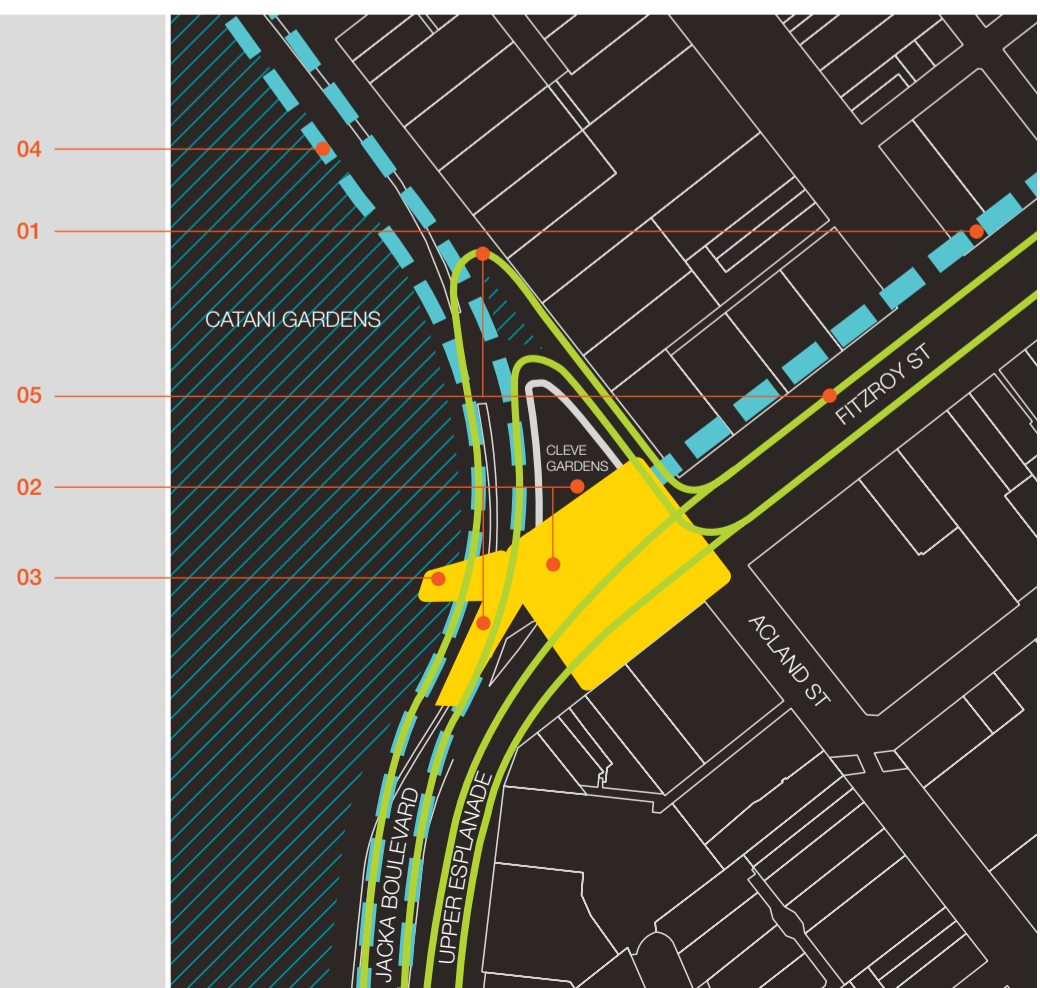 04
01
CATANI GARDENS
05
FITZROY ST
CLEVE
GARDENS
02
03
ACLAND ST
JACKA BOULEVARD
UPPER ESPLANADE